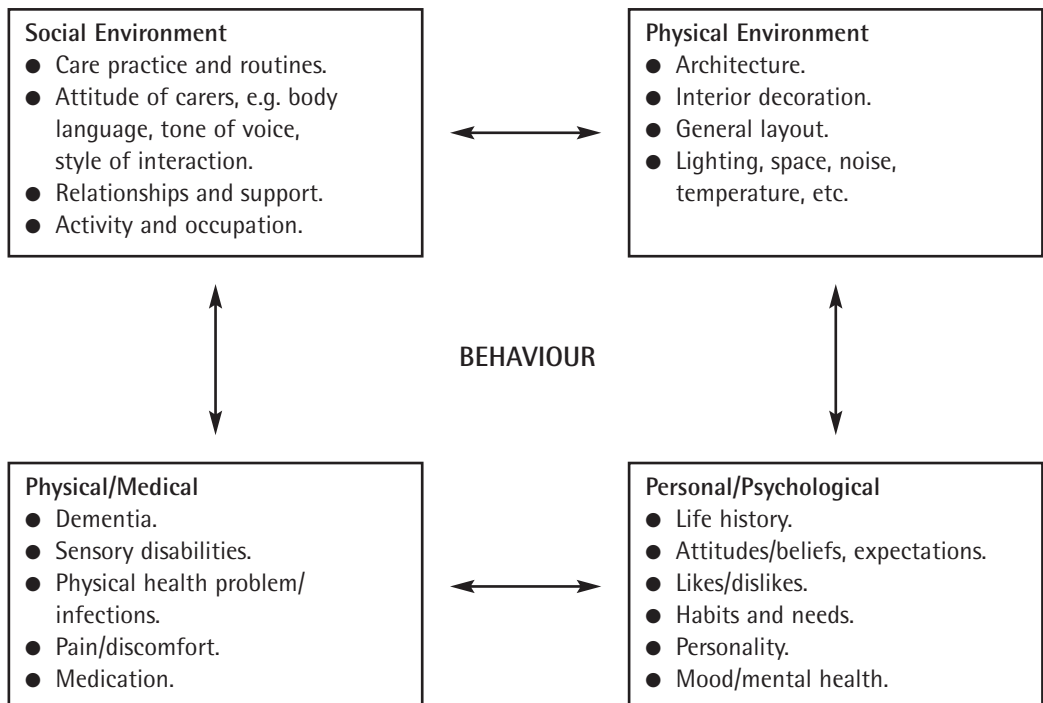 Social Environment
● Care practice and routines.
● Attitude of carers, e.g. body
language, tone of voice,
style of interaction.
● Relationships and support.
● Activity and occupation.
Physical Environment
● Architecture.
● Interior decoration.
● General layout.
● Lighting, space, noise,
temperature, etc.
BEHAVIOUR
Physical/Medical
● Dementia.
● Sensory disabilities.
● Physical health problem/
infections.
● Pain/discomfort.
● Medication.
Personal/Psychological
● Life history.
● Attitudes/beliefs, expectations.
● Likes/dislikes.
● Habits and needs.
● Personality.
● Mood/mental health.